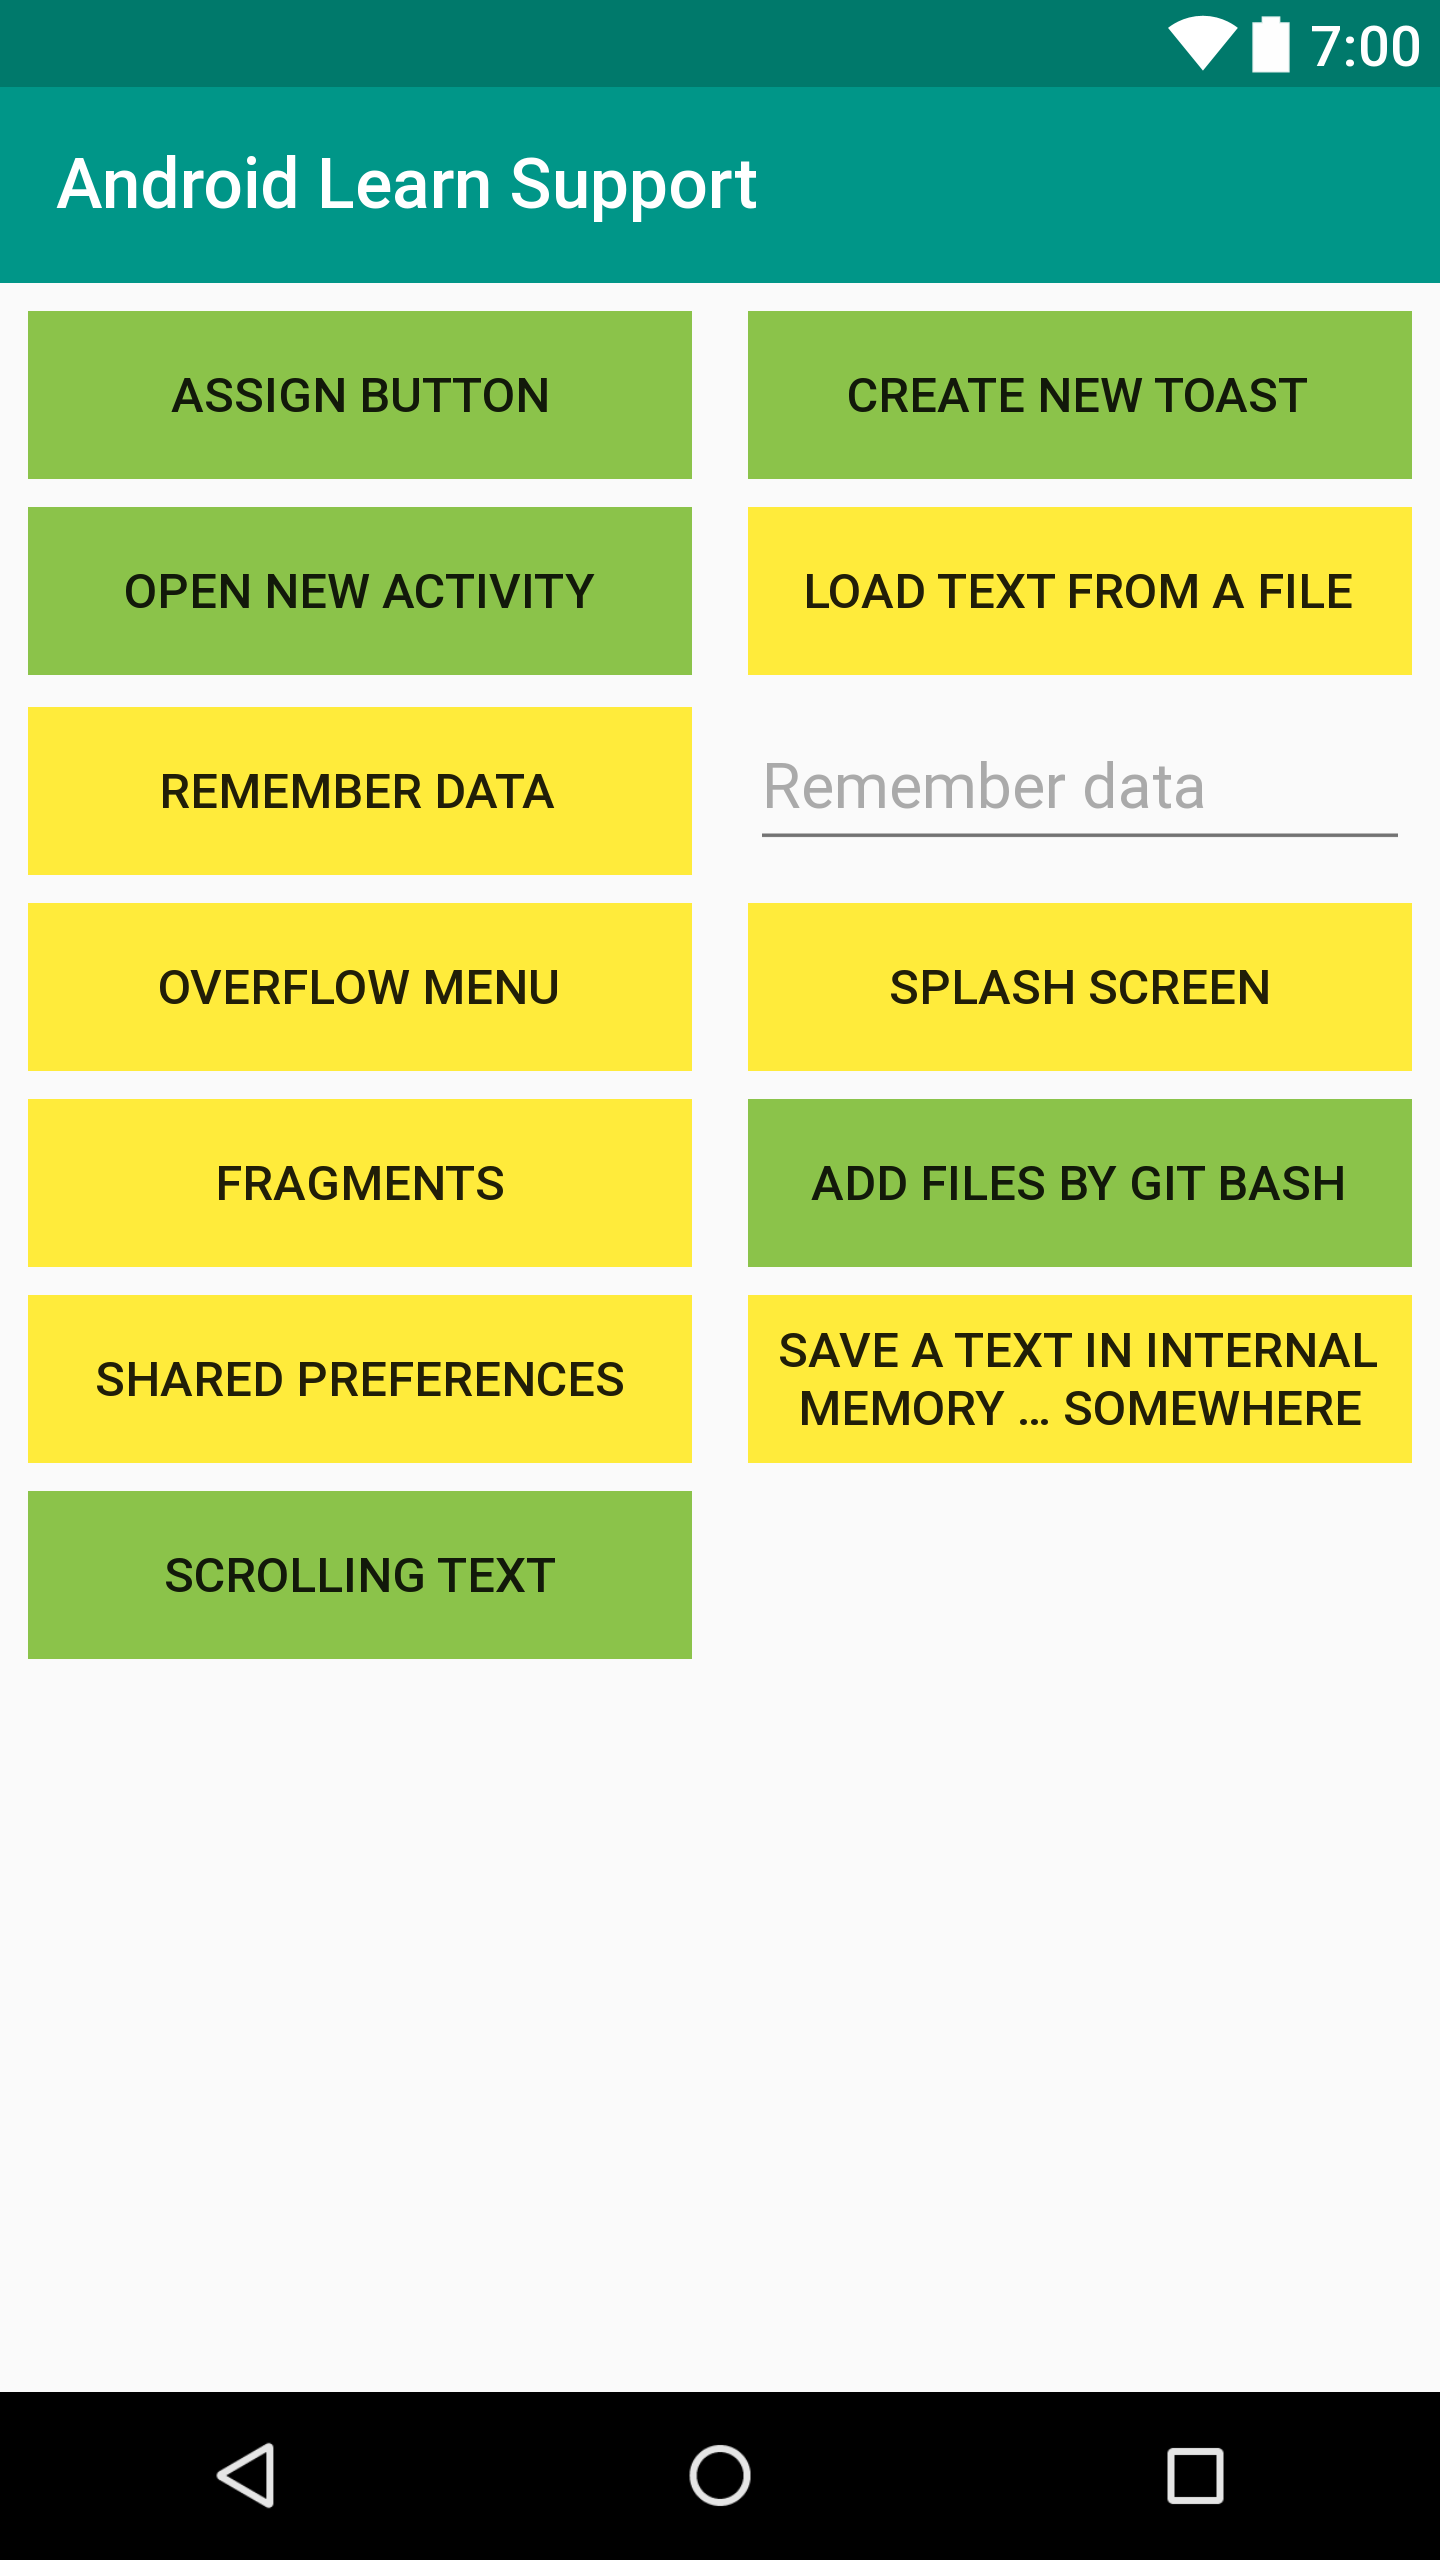 7:00
Android Learn Support
ASSIGN BUTTON
CREATE NEW TOAST
OPEN NEW ACTIVITY
LOAD TEXT FROM A FILE
REMEMBER DATA
Remember data
OVERFLOW MENU
SPLASH SCREEN
FRAGMENTS
ADD FILES BY GIT BASH
SHARED PREFERENCES
SAVE A TEXT IN INTERNAL
MEMORY ... SOMEWHERE
SCROLLING TEXT